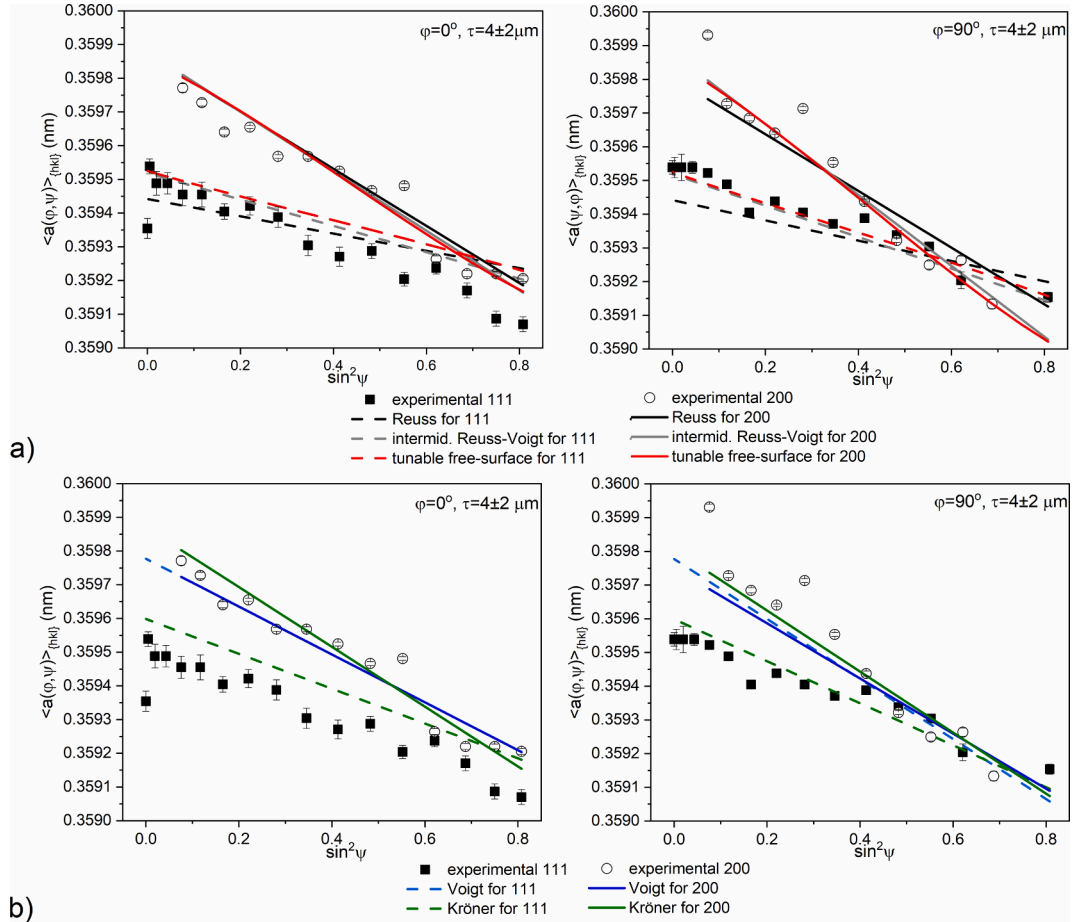 φ=0°, τ=4±2μm
<a(φ,ψ)>{hkl} (nm)
0.3600
0.3599
0.3598
0.3597
0.3596
0.3595
0.3594
0.3593
0.3592
0.3591
0.3590
0.0 0.2 0.4 0.6 0.8
sin²ψ
φ=90°, τ=4±2μm
<a(ψ,φ)>{hkl} (nm)
0.3600
0.3599
0.3598
0.3597
0.3596
0.3595
0.3594
0.3593
0.3592
0.3591
0.3590
0.0 0.2 0.4 0.6 0.8
sin²ψ
experimental 111
Reuss for 111
intermid. Reuss-Voigt for 111
tunable free-surface for 111
experimental 200
Reuss for 200
intermid. Reuss-Voigt for 200
tunable free-surface for 200
a)
φ=0°, τ=4±2 μm
<a(φ,ψ)>{hkl} (nm)
0.3600
0.3599
0.3598
0.3597
0.3596
0.3595
0.3594
0.3593
0.3592
0.3591
0.3590
0.0 0.2 0.4 0.6 0.8
sin²ψ
φ=90°, τ=4±2 μm
<a(φ,ψ)>{hkl} (nm)
0.3600
0.3599
0.3598
0.3597
0.3596
0.3595
0.3594
0.3593
0.3592
0.3591
0.3590
0.0 0.2 0.4 0.6 0.8
sin²ψ
experimental 111
Voigt for 111
Kröner for 111
experimental 200
Voigt for 200
Kröner for 200
b)